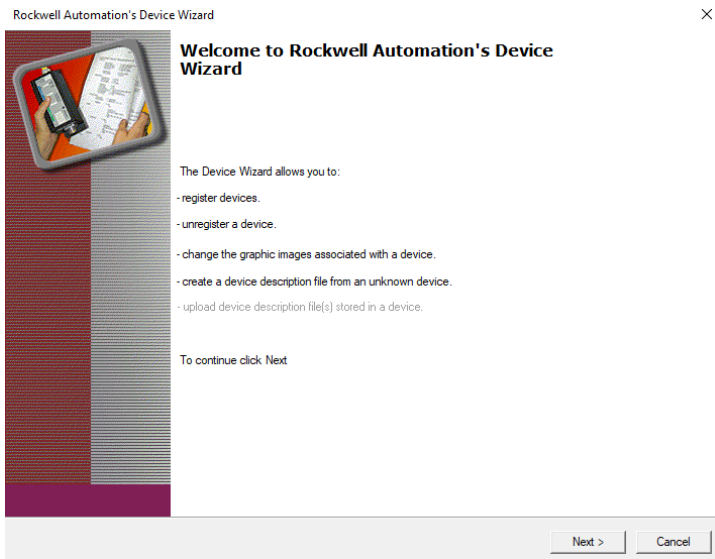 Rockwell Automation's Device Wizard
Welcome to Rockwell Automation's Device
Wizard
The Device Wizard allows you to:
- register devices.
- unregister a device.
- change the graphic images associated with a device.
- create a device description file from an unknown device.
- upload device description file(s) stored in a device.
To continue click Next
Next >
Cancel